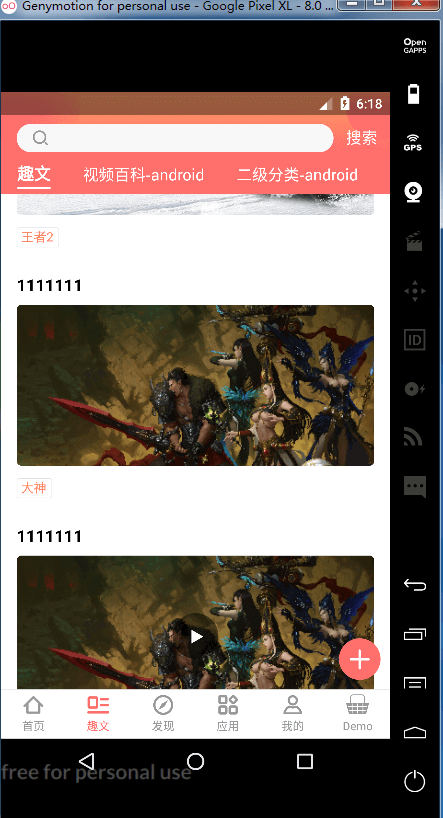 Genymotion for personal use - Google Pixel XL - 8.0 ...
Open
GAPPS
6:18
搜索
GPS
趣文
视频百科-android
二级分类-android
王者2
1111111
ID
大神
1111111
首页
趣文
发现
应用
我的
Demo
free for personal use